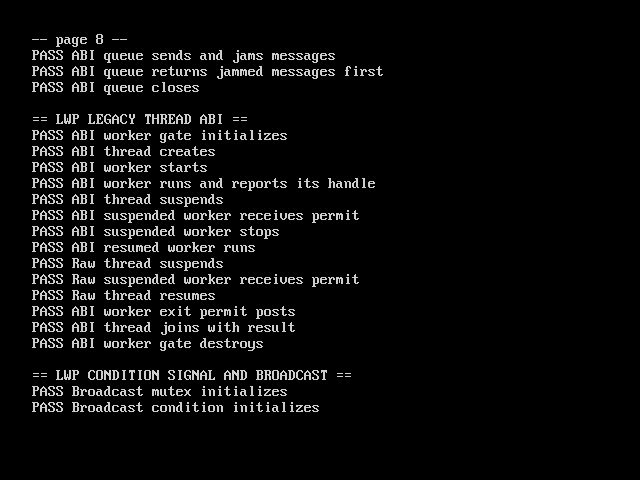 -- page 8 --
PASS ABI queue sends and jams messages
PASS ABI queue returns jammed messages first
PASS ABI queue closes
== LWP LEGACY THREAD ABI ==
PASS ABI worker gate initializes
PASS ABI thread creates
PASS ABI worker starts
PASS ABI worker runs and reports its handle
PASS ABI thread suspends
PASS ABI suspended worker receives permit
PASS ABI suspended worker stops
PASS ABI resumed worker runs
PASS Raw thread suspends
PASS Raw suspended worker receives permit
PASS Raw thread resumes
PASS ABI worker exit permit posts
PASS ABI thread joins with result
PASS ABI worker gate destroys
== LWP CONDITION SIGNAL AND BROADCAST ==
PASS Broadcast mutex initializes
PASS Broadcast condition initializes